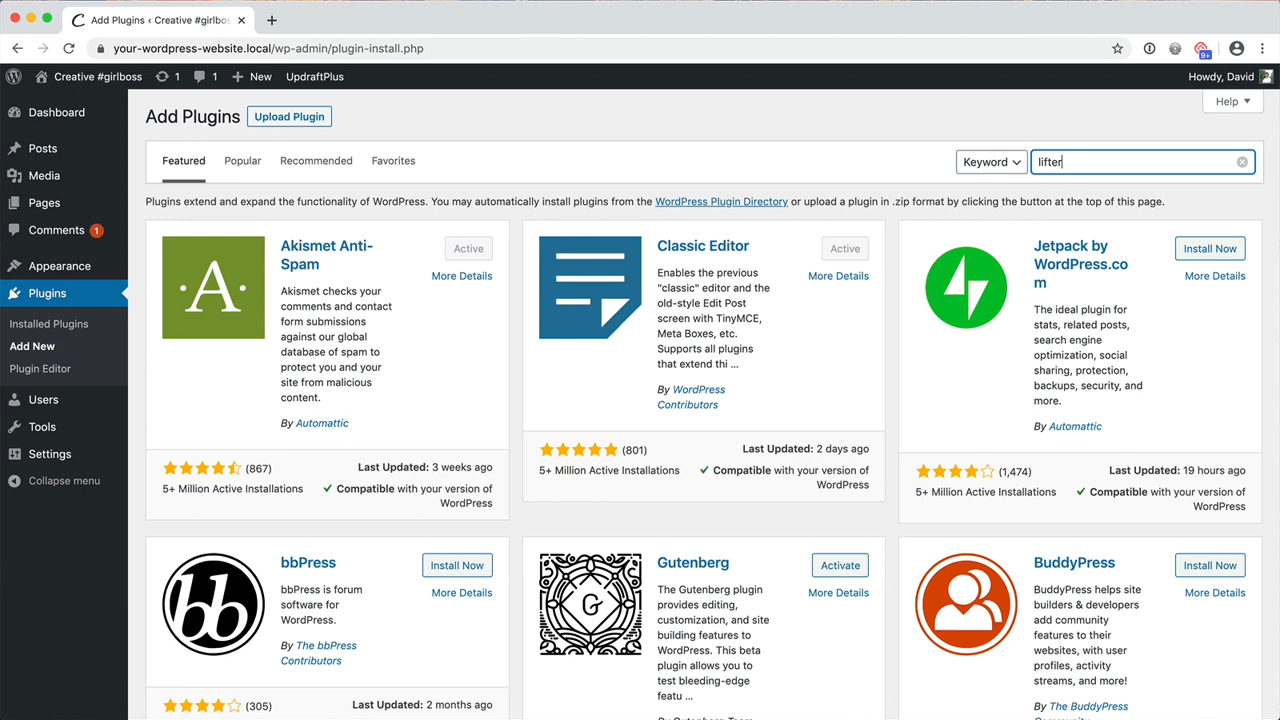 Add Plugins ‹ Creative #girlbos
your-wordpress-website.local/wp-admin/plugin-install.php
9+
Creative #girlboss
1
1
New
UpdraftPlus
Howdy, David
Dashboard
Posts
Media
Pages
Comments 1
Appearance
Plugins
Installed Plugins
Add New
Plugin Editor
Users
Tools
Settings
Collapse menu
Help
Add Plugins
Upload Plugin
Featured
Popular
Recommended
Favorites
Keyword
lifter
Plugins extend and expand the functionality of WordPress. You may automatically install plugins from the WordPress Plugin Directory or upload a plugin in .zip format by clicking the button at the top of this page.
·A·
Akismet Anti-
Spam
Active
More Details
Akismet checks your
comments and contact
form submissions
against our global
database of spam to
protect you and your
site from malicious
content.
By Automattic
(867)
Last Updated: 3 weeks ago
5+ Million Active Installations
Compatible with your version of
WordPress
Classic Editor
Active
More Details
Enables the previous
"classic" editor and the
old-style Edit Post
screen with TinyMCE,
Meta Boxes, etc.
Supports all plugins
that extend thi ...
By WordPress
Contributors
(801)
Last Updated: 2 days ago
5+ Million Active Installations
Compatible with your version of
WordPress
Jetpack by
WordPress.co
m
Install Now
More Details
The ideal plugin for
stats, related posts,
search engine
optimization, social
sharing, protection,
backups, security, and
more.
By Automattic
(1,474)
Last Updated: 19 hours ago
5+ Million Active Installations
Compatible with your version of
WordPress
bb
bbPress
Install Now
More Details
bbPress is forum
software for
WordPress.
By The bbPress
Contributors
(305)
Last Updated: 2 months ago
G
Gutenberg
Activate
More Details
The Gutenberg plugin
provides editing,
customization, and site
building features to
WordPress. This beta
plugin allows you to
test bleeding-edge
featu ...
BuddyPress
Install Now
More Details
BuddyPress helps site
builders & developers
add community
features to their
websites, with user
profiles, activity
streams, and more!
By The BuddyPress